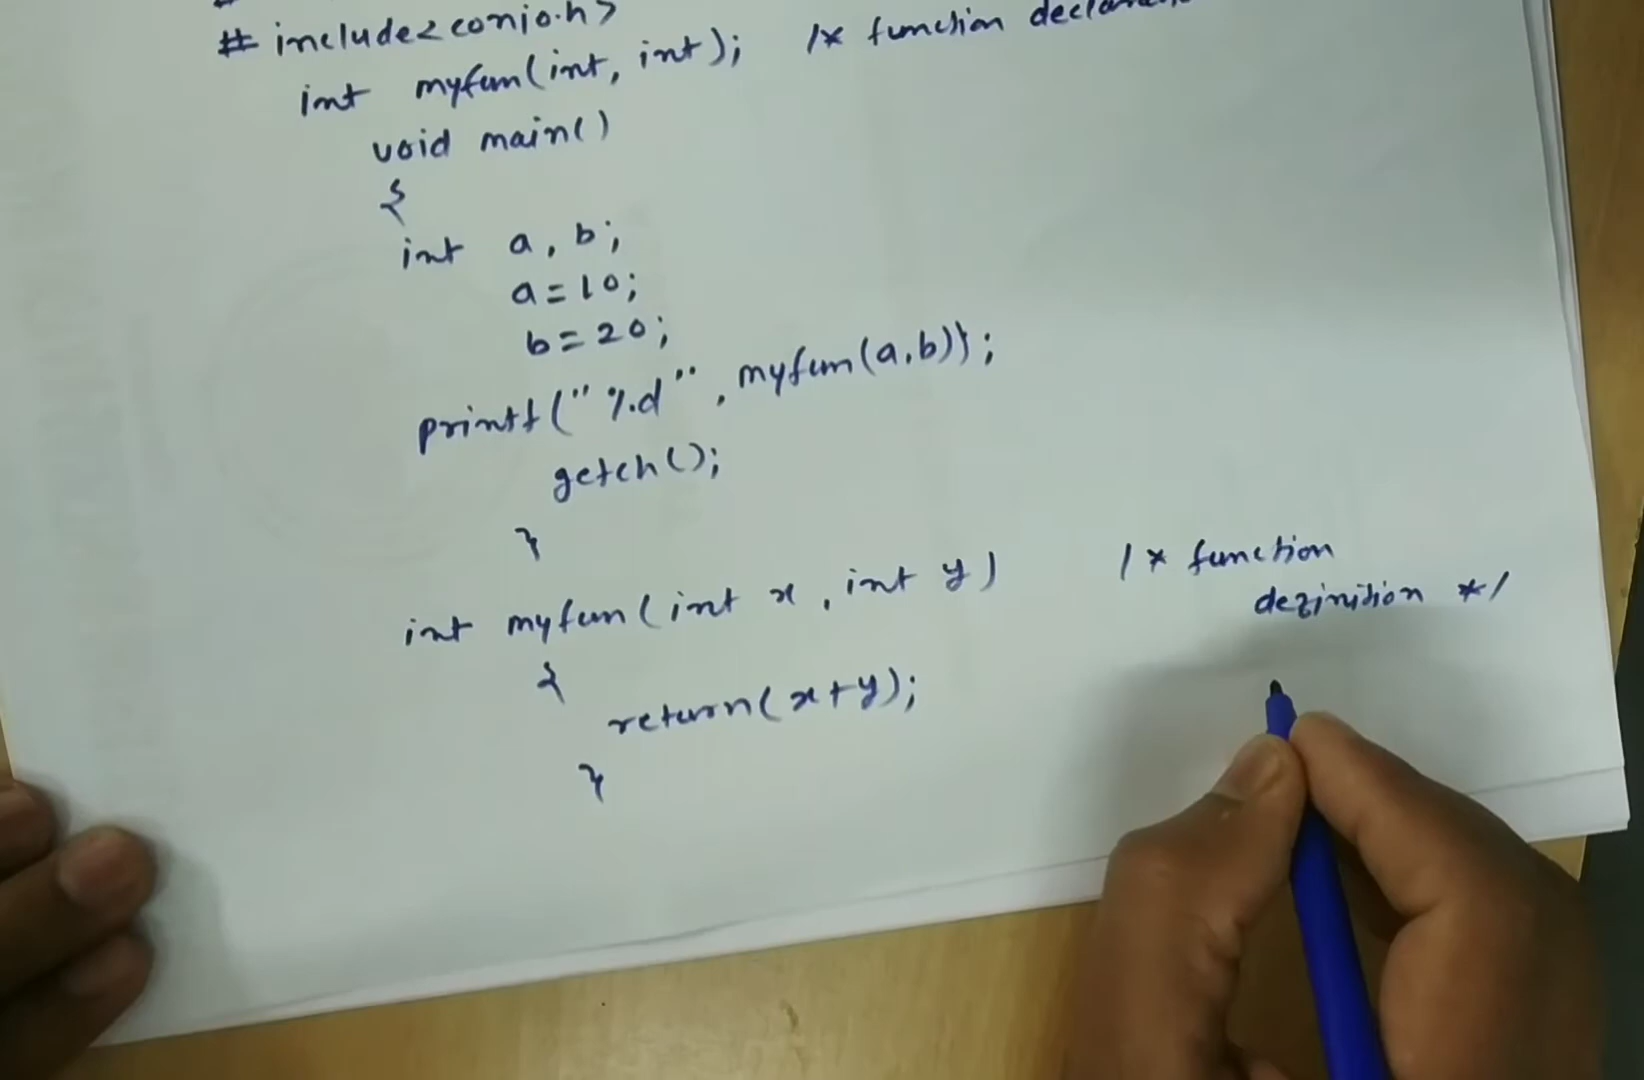 # include<conio.h>
int myfun(int, int); /* function
void main()
{
int a, b;
a=10;
b=20;
printf("%d", myfun(a,b));
getch();
}
int myfun(int x, int y) /* function
definition */
{
return(x+y);
}